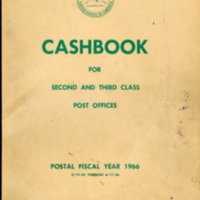 CASHBOOK
FOR
SECOND AND THIRD CLASS
POST OFFICES
POSTAL FISCAL YEAR 1966